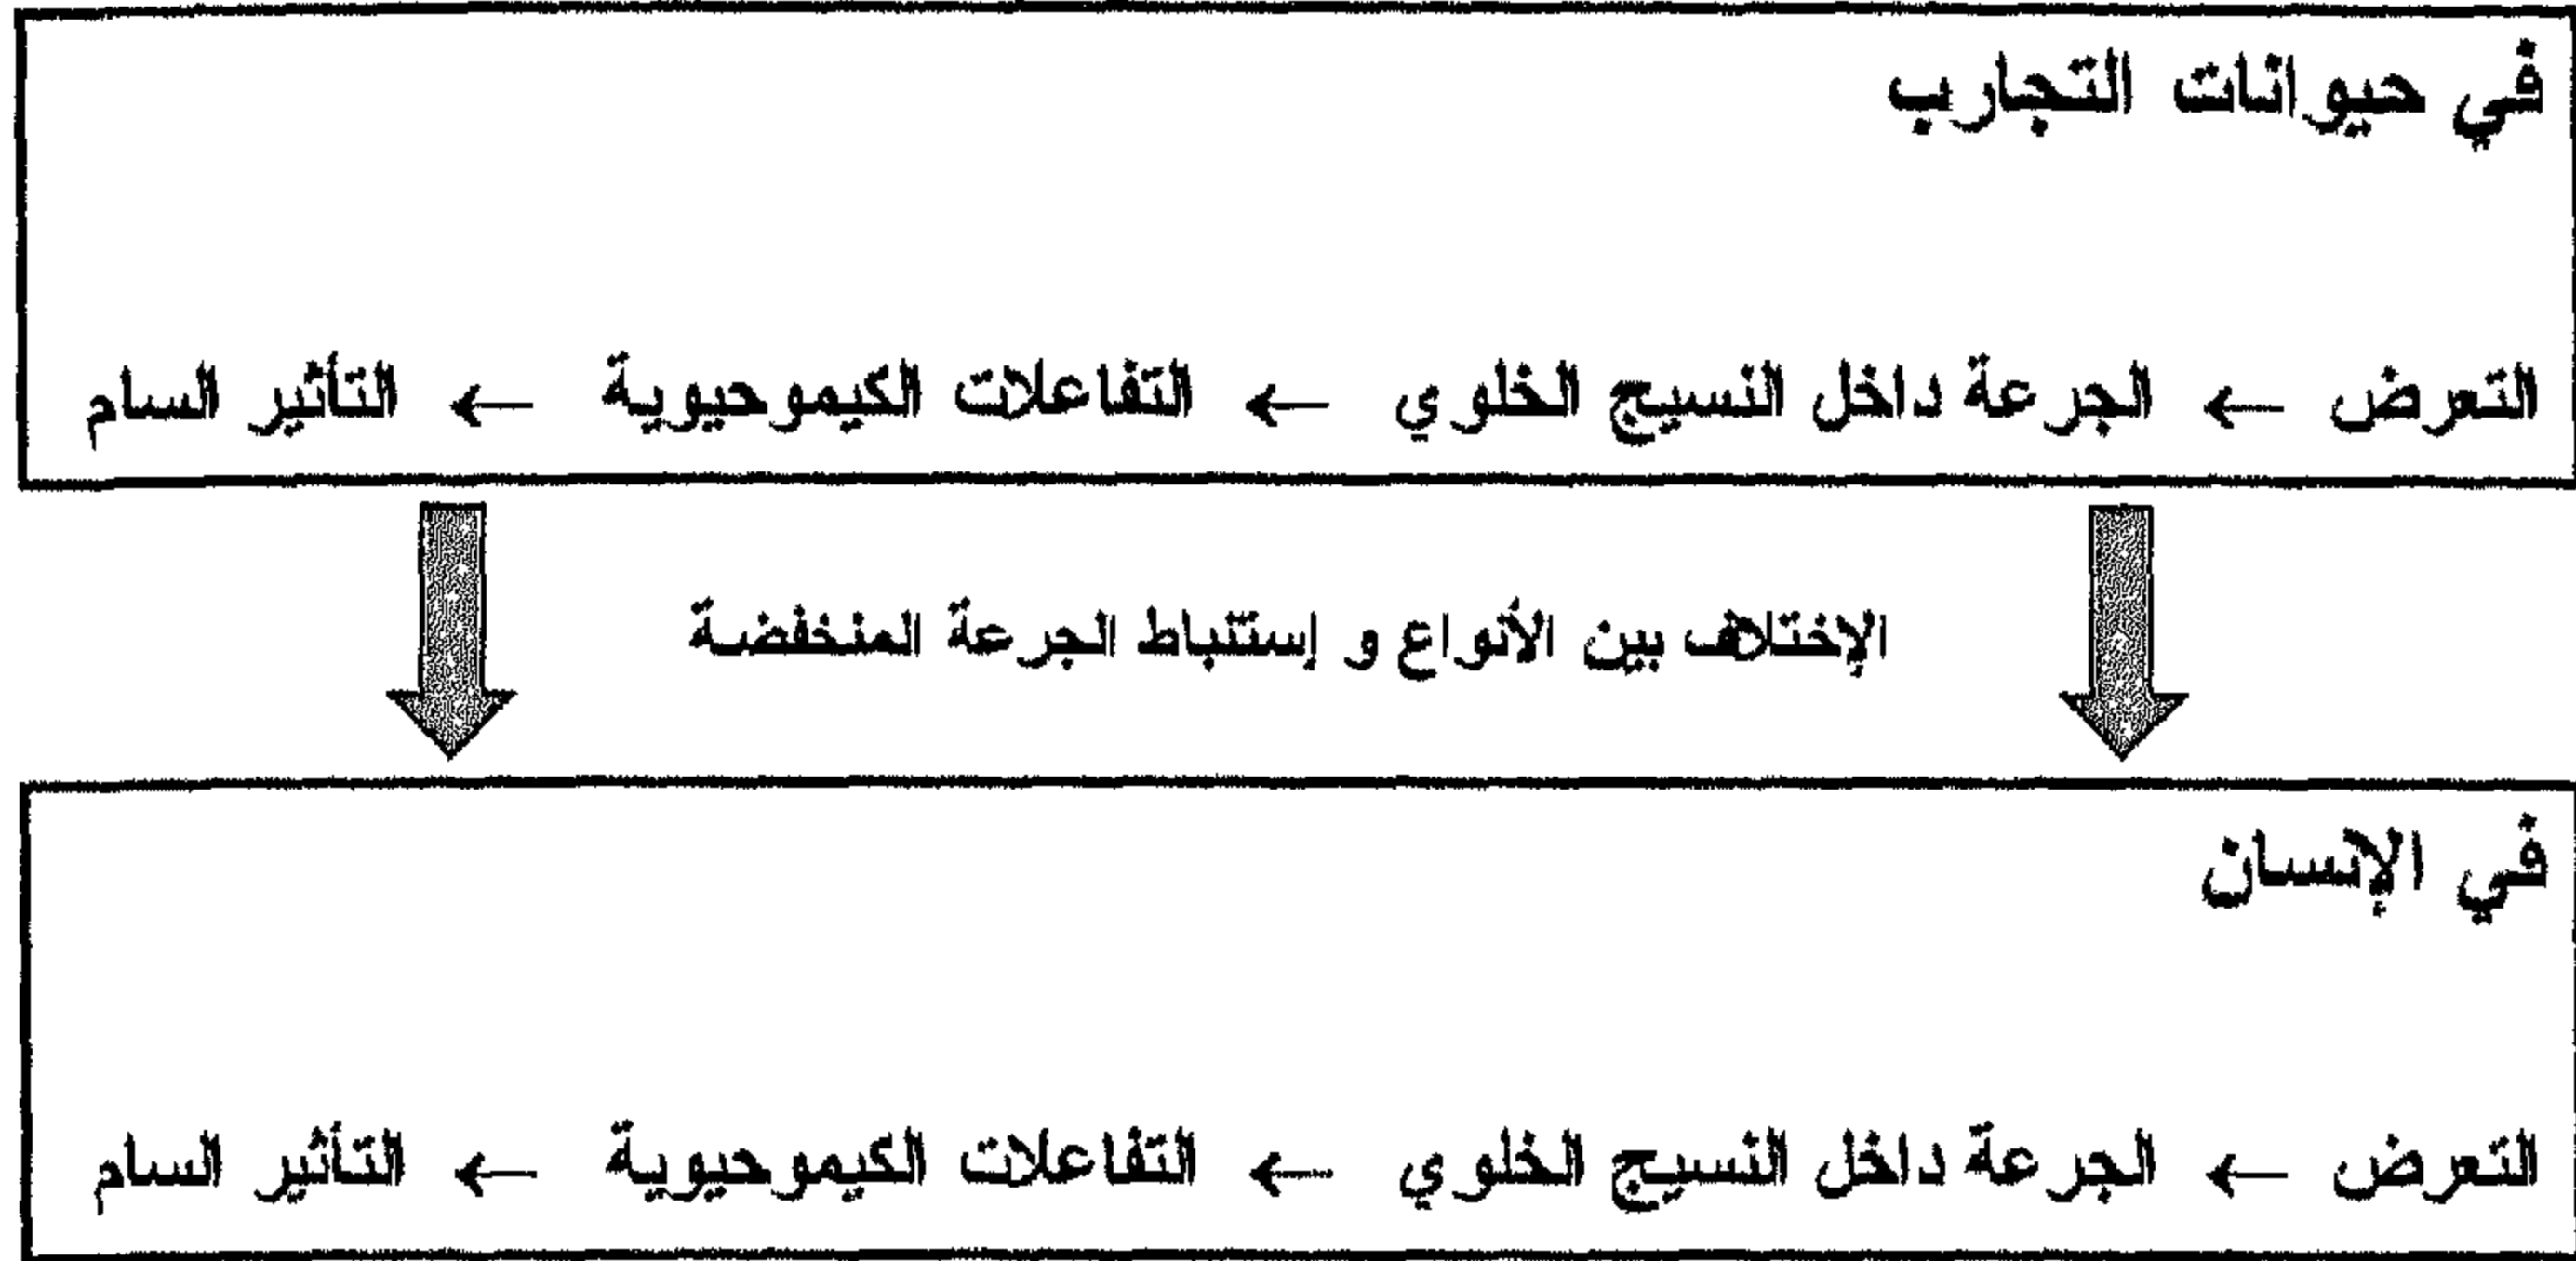 في حيوانات التجارب
التعرض ← الجرعة داخل النسيج الخلوي ← التفاعلات الكيموحيوية ← التأثير السام
الإختلاف بين الأنواع و إستنباط الجرعة المنخفضة
في الإنسان
التعرض ← الجرعة داخل النسيج الخلوي ← التفاعلات الكيموحيوية ← التأثير السام